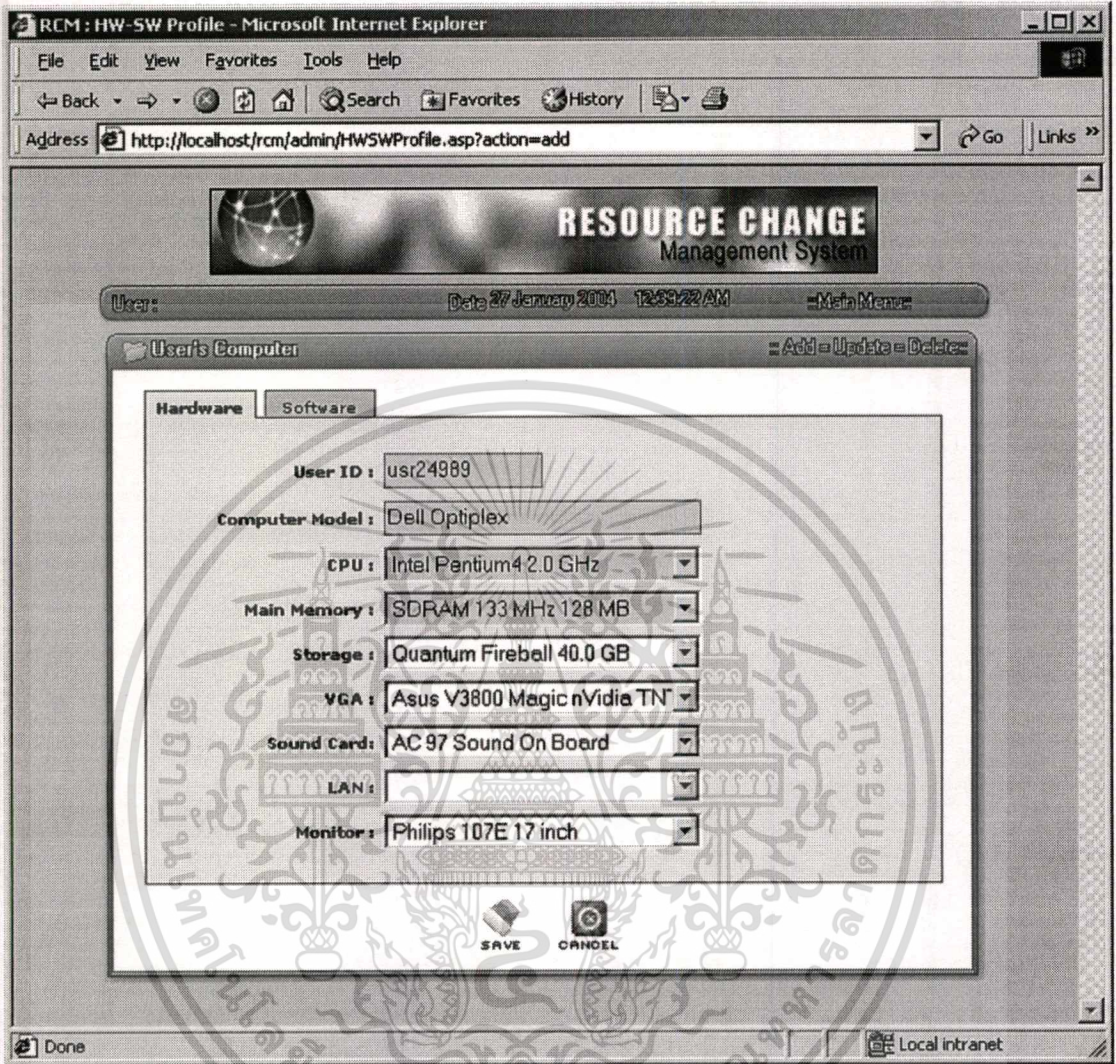 RCM : HW-SW Profile - Microsoft Internet Explorer
File Edit View Favorites Tools Help
Back Search Favorites History
Address http://localhost/rcm/admin/HWSWProfile.asp?action=add Go Links »
RESOURCE CHANGE
Management System
User : Date 27 January 2004 12:39:22 AM ::Main Menu::
User's Computer :: Add :: Update :: Delete::
Hardware Software
User ID : usr24989
Computer Model : Dell Optiplex
CPU : Intel Pentium4 2.0 GHz
Main Memory : SDRAM 133 MHz 128 MB
Storage : Quantum Fireball 40.0 GB
VGA : Asus V3800 Magic nVidia TNT
Sound Card: AC 97 Sound On Board
LAN :
Monitor : Philips 107E 17 inch
SAVE CANCEL
Done Local intranet